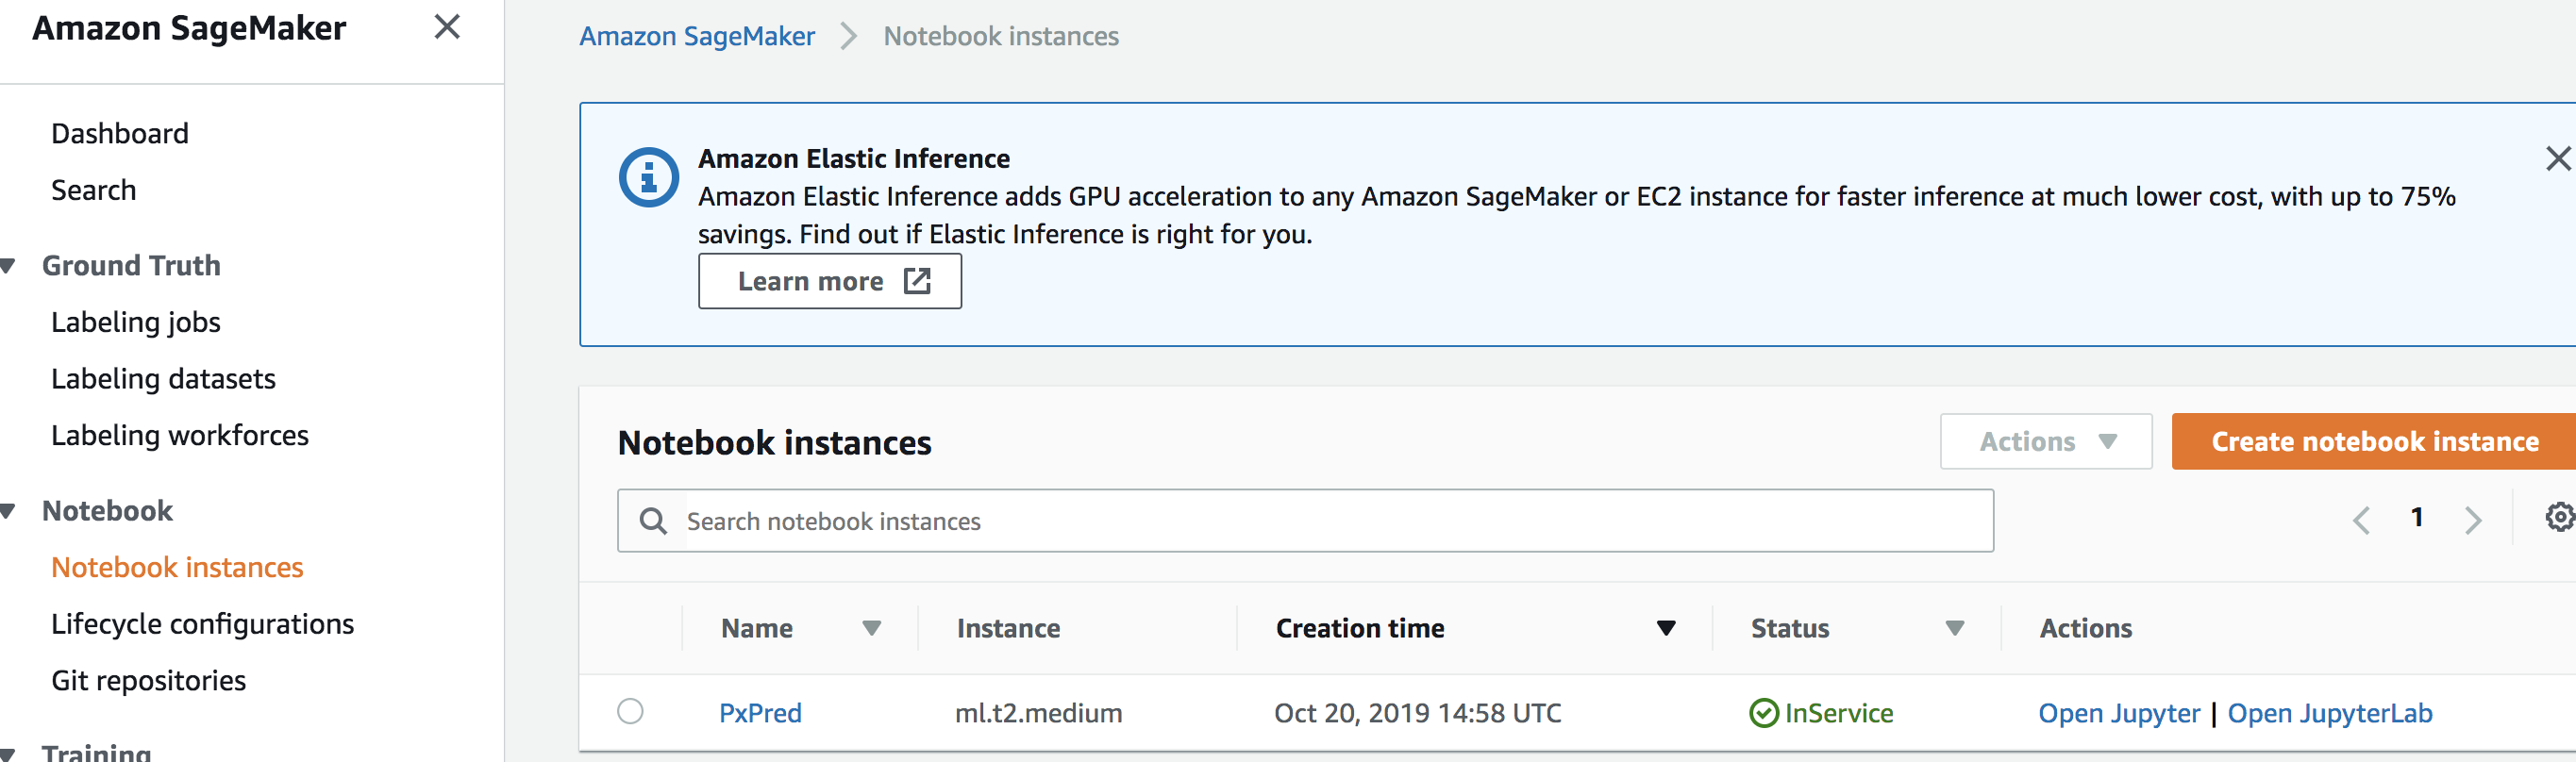 Amazon SageMaker
Dashboard
Search
Ground Truth
Labeling jobs
Labeling datasets
Labeling workforces
Notebook
Notebook instances
Lifecycle configurations
Git repositories
Training
Amazon SageMaker Notebook instances
Amazon Elastic Inference
Amazon Elastic Inference adds GPU acceleration to any Amazon SageMaker or EC2 instance for faster inference at much lower cost, with up to 75%
savings. Find out if Elastic Inference is right for you.
Learn more
Notebook instances Actions Create notebook instance
Search notebook instances 1
Name Instance Creation time Status Actions
PxPred ml.t2.medium Oct 20, 2019 14:58 UTC InService Open Jupyter | Open JupyterLab